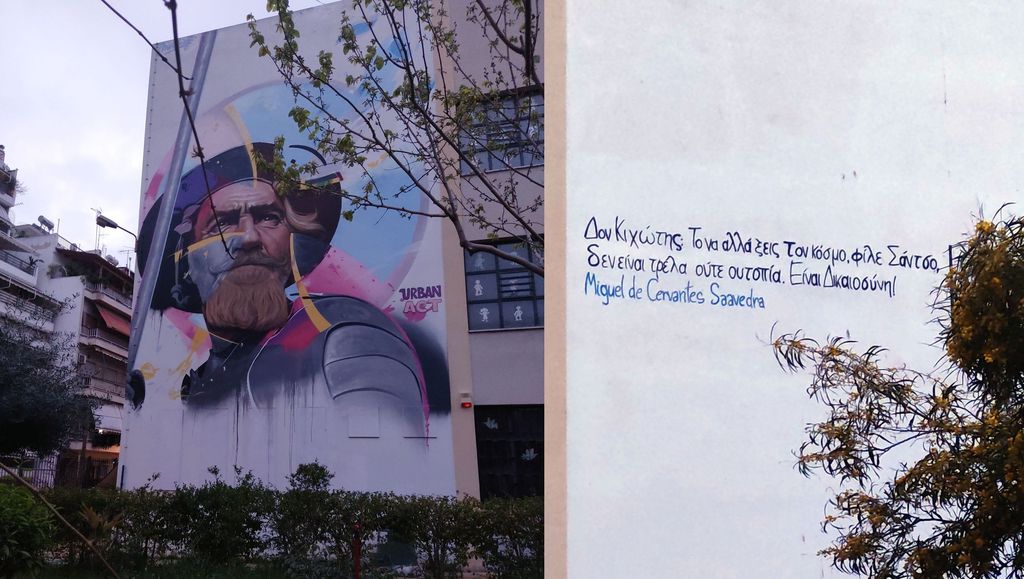 URBAN
ACT
Δον Κιχώτης: Το να αλλάξεις τον κόσμο, φίλε Σάντσο,
δεν είναι τρέλα ούτε ουτοπία. Είναι Δικαιοσύνη!
Miguel de Cervantes Saavedra